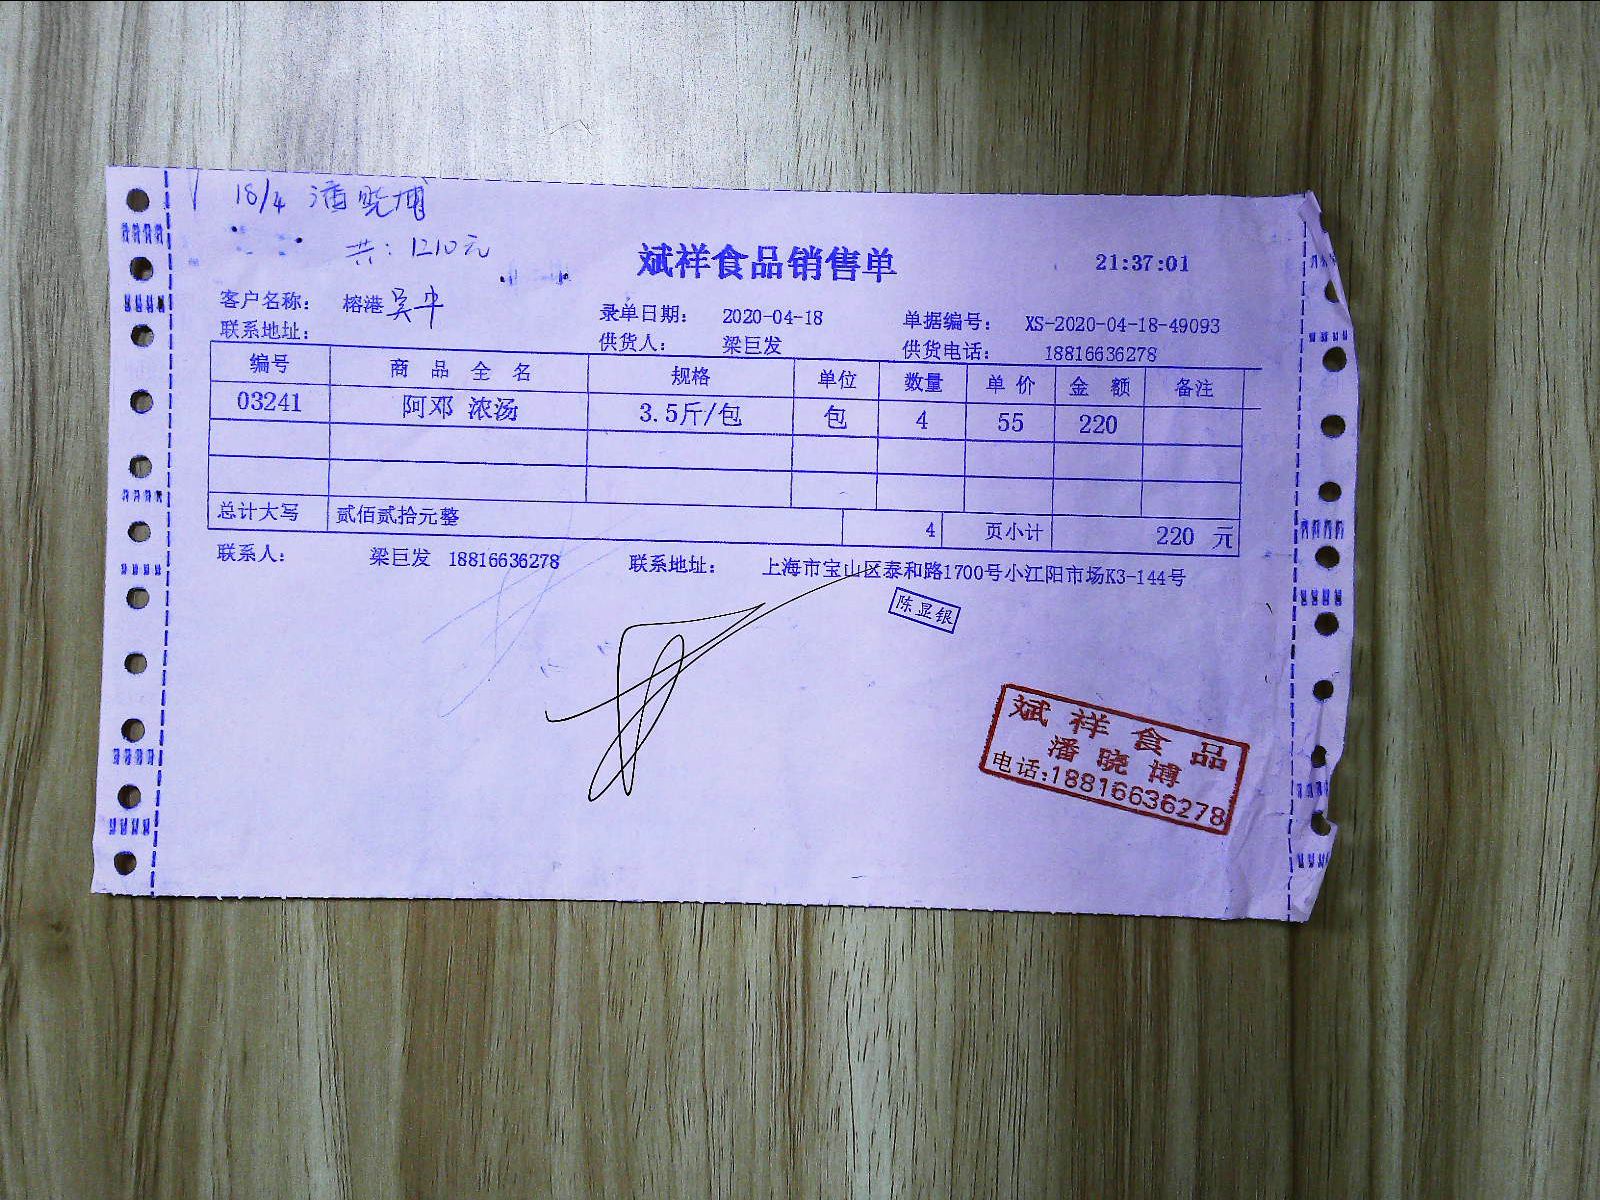 18/4 潘晓博
共：1210元
斌祥食品销售单 21:37:01
客户名称： 榕港 吴中 录单日期： 2020-04-18 单据编号： XS-2020-04-18-49093
联系地址： 供货人： 梁巨发 供货电话： 18816636278
编号 商品全名 规格 单位 数量 单价 金额 备注
03241 阿邓 浓汤 3.5斤/包 包 4 55 220
总计大写 贰佰贰拾元整 4 页小计 220 元
联系人： 梁巨发 18816636278 联系地址： 上海市宝山区泰和路1700号小江阳市场K3-144号
陈显银
斌祥食品
潘晓博
电话:18816636278